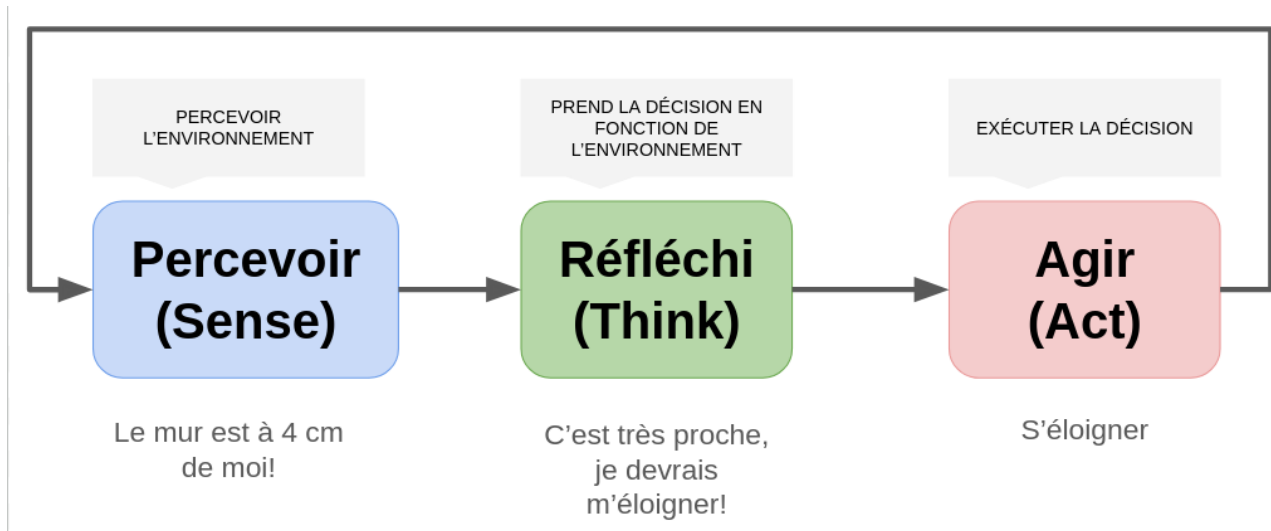 PERCEVOIR
L'ENVIRONNEMENT
PREND LA DÉCISION EN
FONCTION DE
L'ENVIRONNEMENT
EXÉCUTER LA DÉCISION
Percevoir
(Sense)
Réfléchi
(Think)
Agir
(Act)
Le mur est à 4 cm
de moi!
C'est très proche,
je devrais
m'éloigner!
S'éloigner